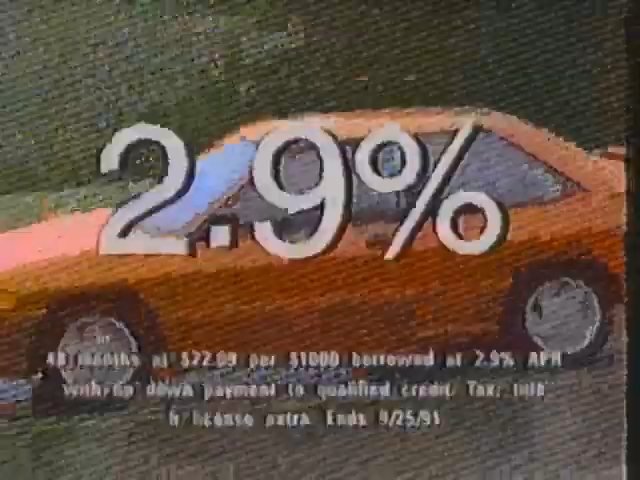 2.9%
48 months at $22.09 per $1000 borrowed at 2.9% APR
with no down payment to qualified credit. Tax, title
& license extra. Ends 9/25/91